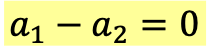 a₁ − a₂ = 0